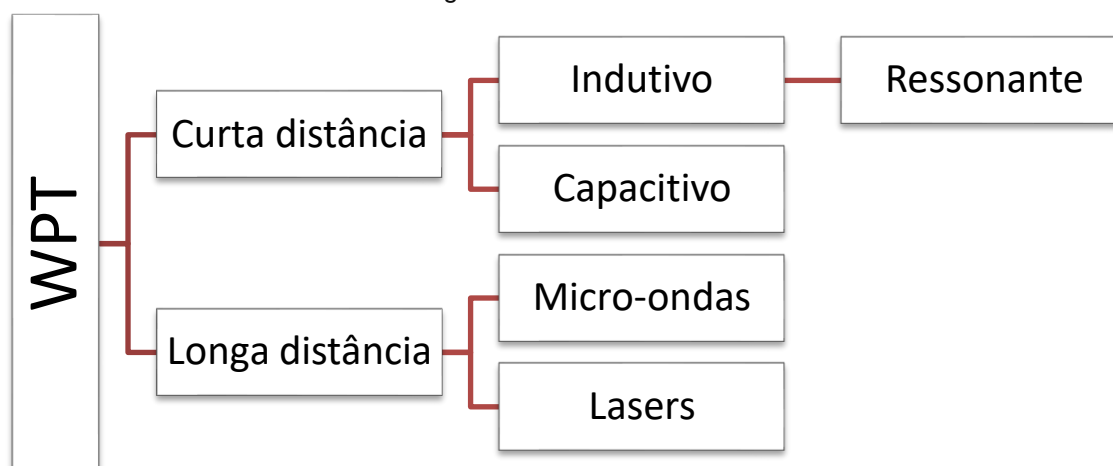 WPT
Curta distância
Indutivo
Ressonante
Capacitivo
Longa distância
Micro-ondas
Lasers